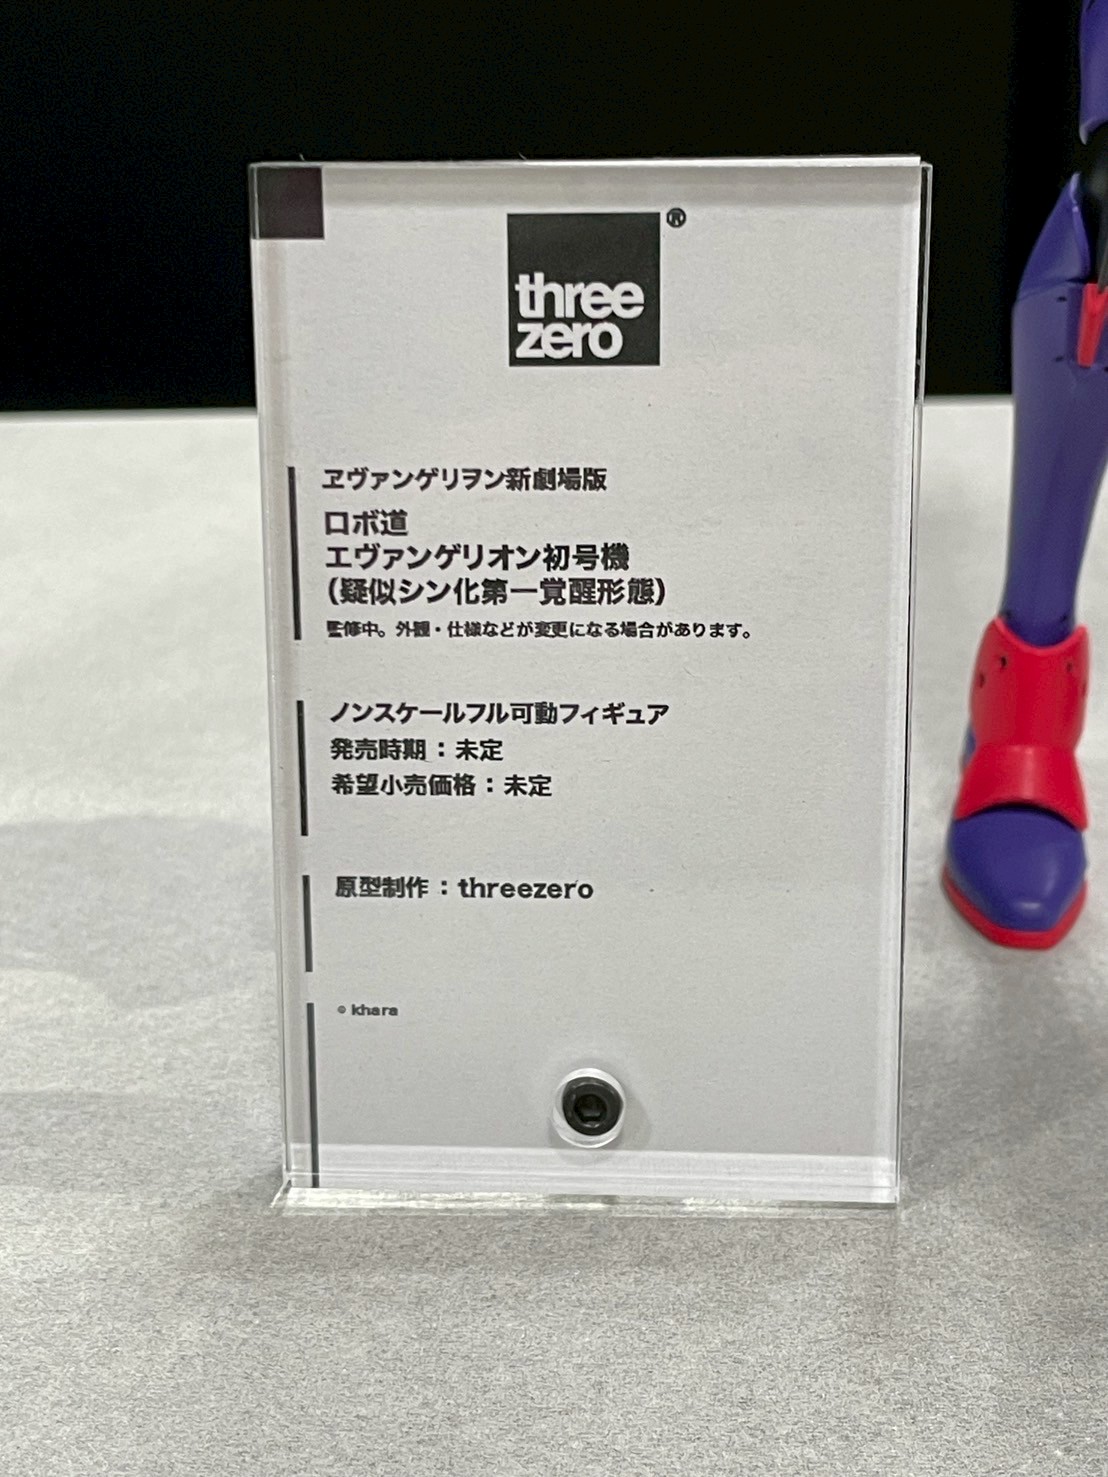 three
zero
®
ヱヴァンゲリヲン新劇場版
ロボ道
エヴァンゲリオン初号機
(疑似シン化第一覚醒形態)
監修中。外観・仕様などが変更になる場合があります。
ノンスケールフル可動フィギュア
発売時期：未定
希望小売価格：未定
原型制作：threezero
© khara